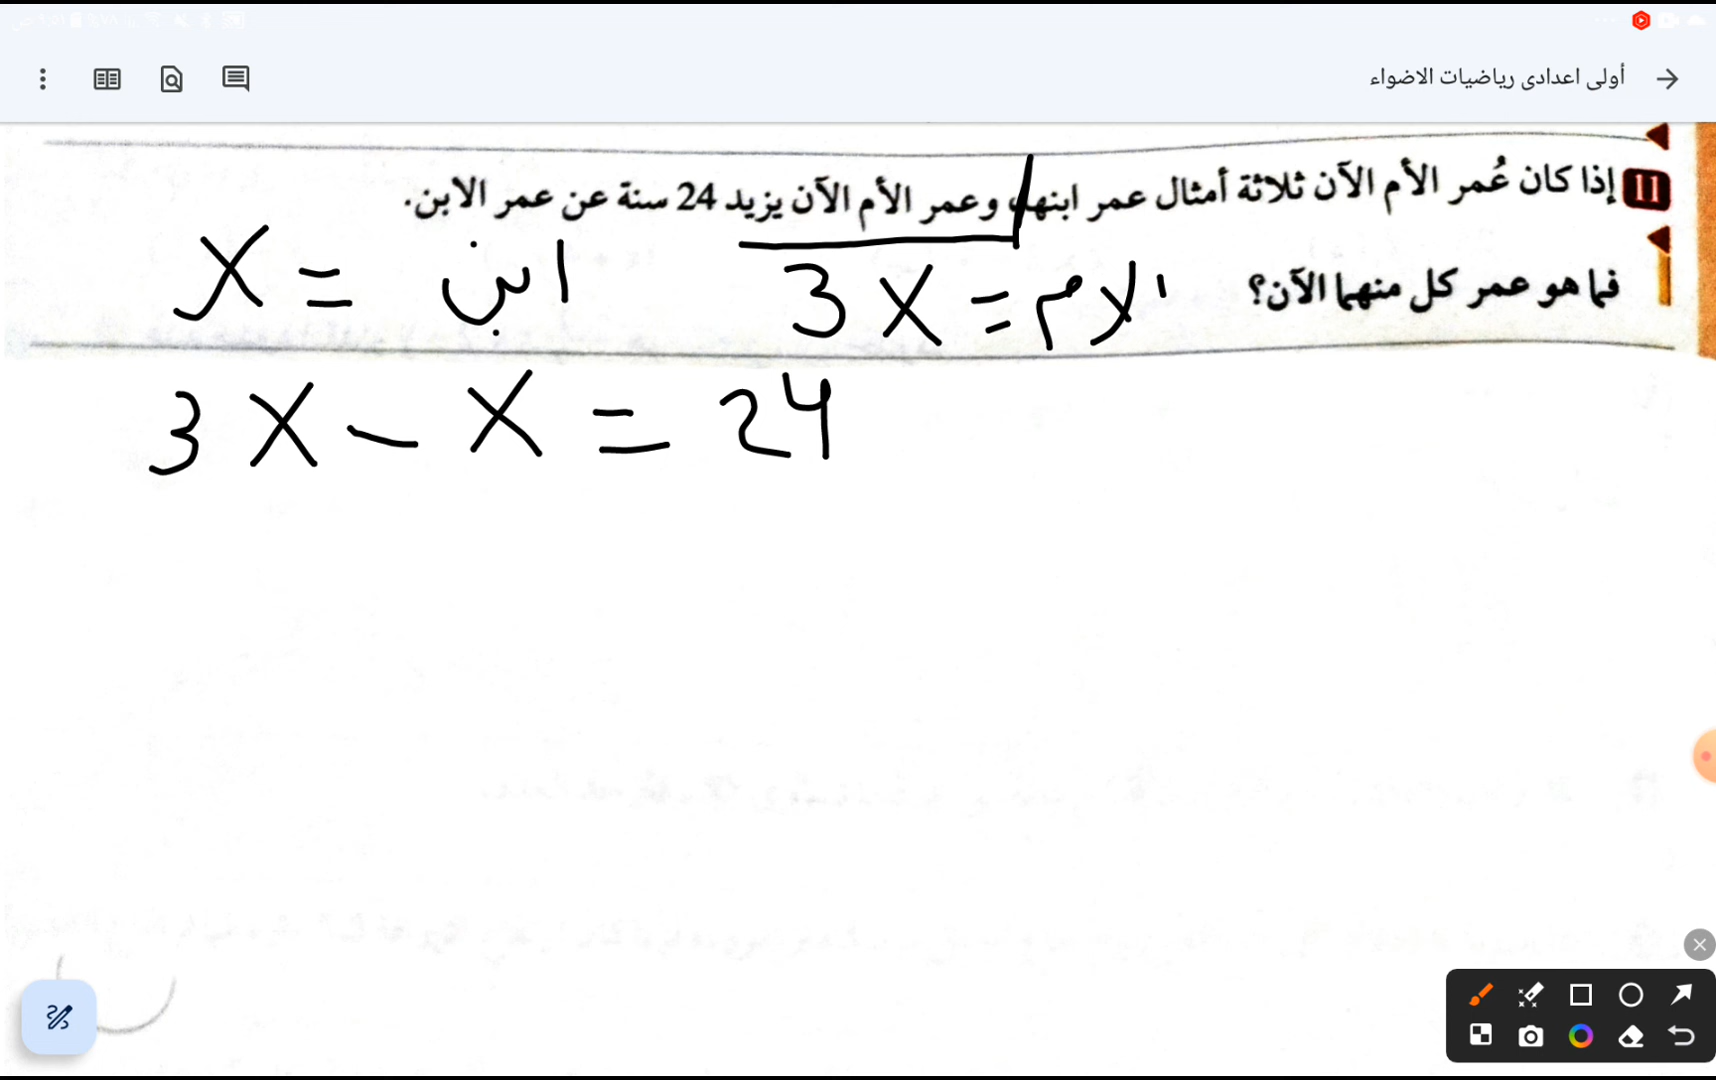 أولى اعدادى رياضيات الاضواء
11 إذا كان عُمر الأم الآن ثلاثة أمثال عمر ابنها، وعمر الأم الآن يزيد 24 سنة عن عمر الابن.
فما هو عمر كل منهما الآن؟
الام = 3X
ابن = X
3X - X = 24